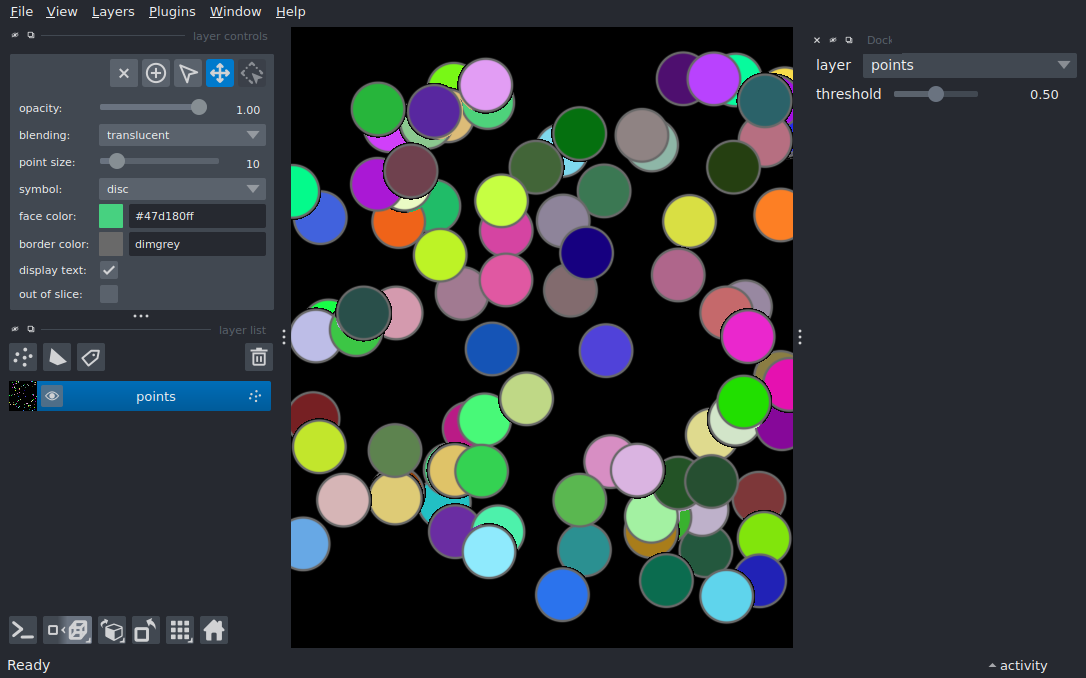 File View Layers Plugins Window Help
layer controls
opacity: 1.00
blending: translucent
point size: 10
symbol: disc
face color: #47d180ff
border color: dimgrey
display text:
out of slice:
layer list
points
Dock
layer points
threshold 0.50
Ready
activity